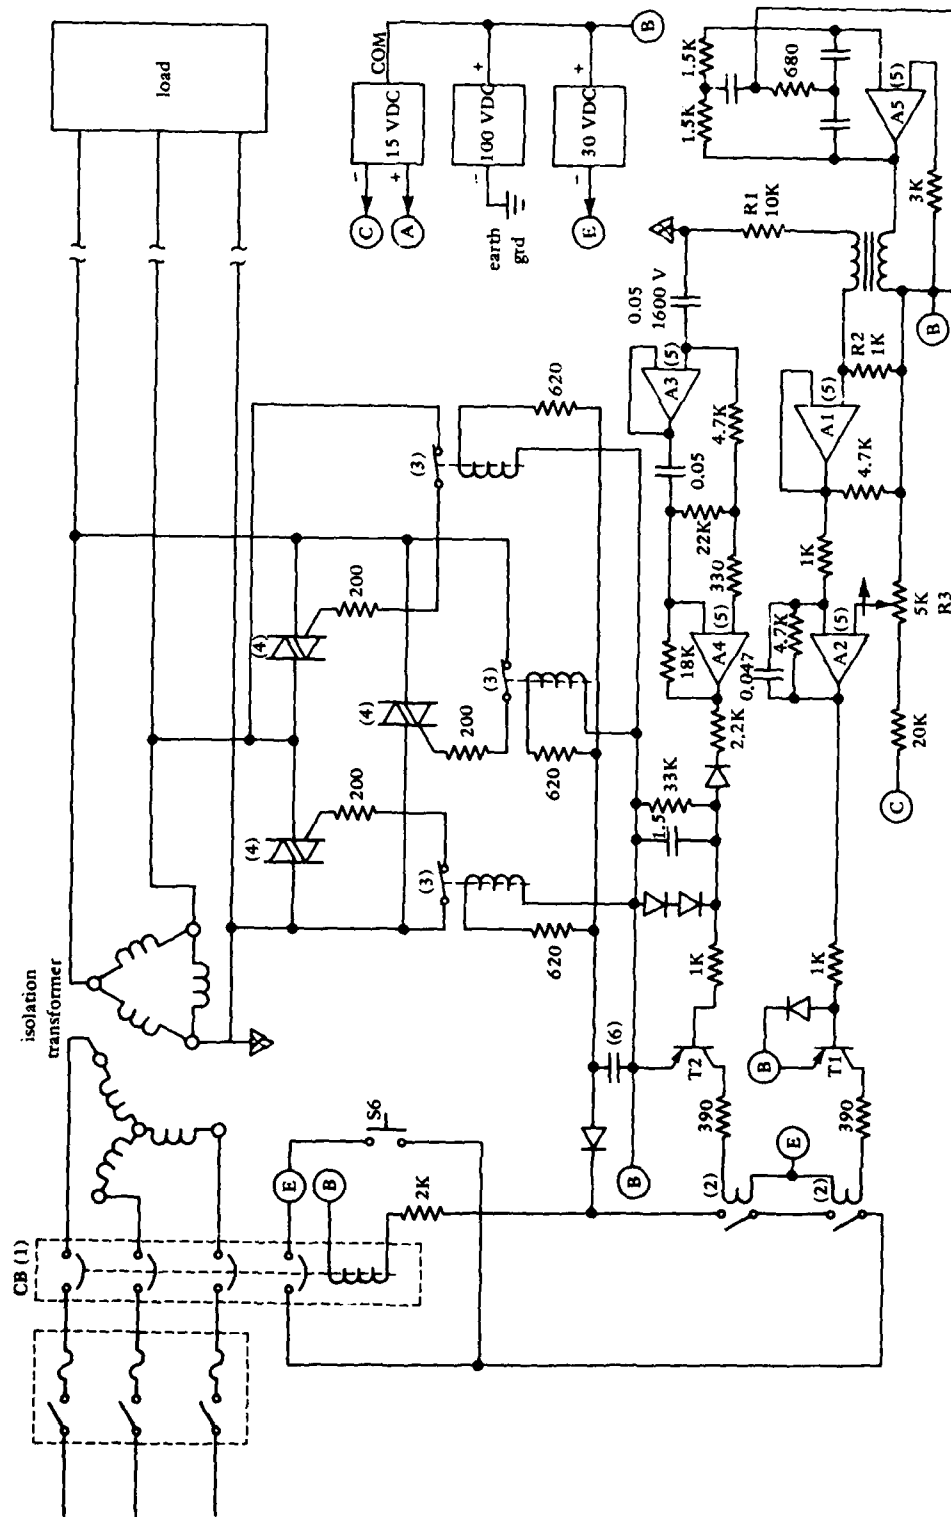 load
COM
15 VDC
-
+
C
A
100 VDC
+
-
earth
grd
30 VDC
+
-
E
B
1.5K
1.5K
680
A5
(5)
3K
R1
10K
0.05
1600 V
A3
(5)
4.7K
0.05
22K
330
18K
A4
(5)
2.2K
33K
1.5
1K
T2
390
B
R2
1K
A1
(5)
4.7K
1K
4.7K
0.047
A2
(5)
5K
R3
20K
C
1K
B
T1
390
E
(2)
(2)
620
(3)
200
(4)
(3)
(4)
200
620
200
(4)
(3)
620
(6)
B
isolation
transformer
S6
E
B
2K
CB (1)